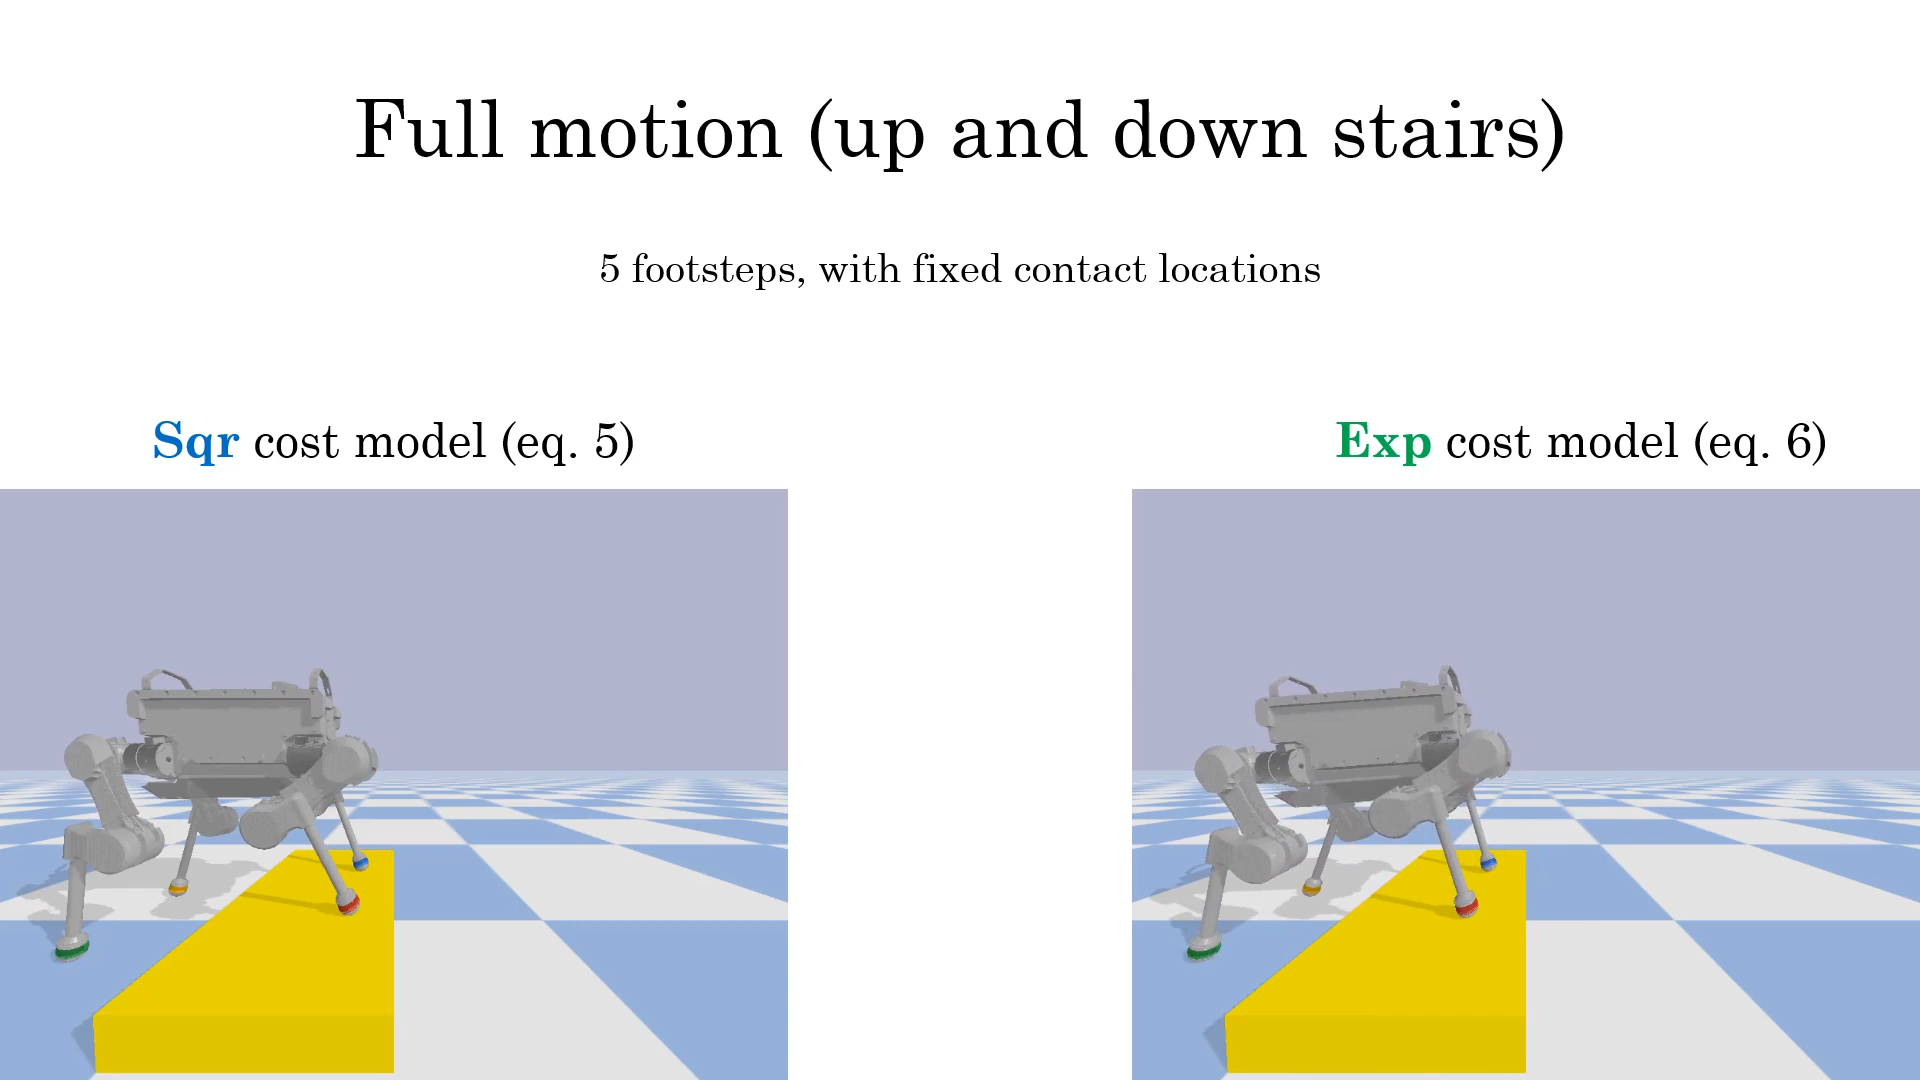 Full motion (up and down stairs)
5 footsteps, with fixed contact locations
Sqr cost model (eq. 5)
Exp cost model (eq. 6)